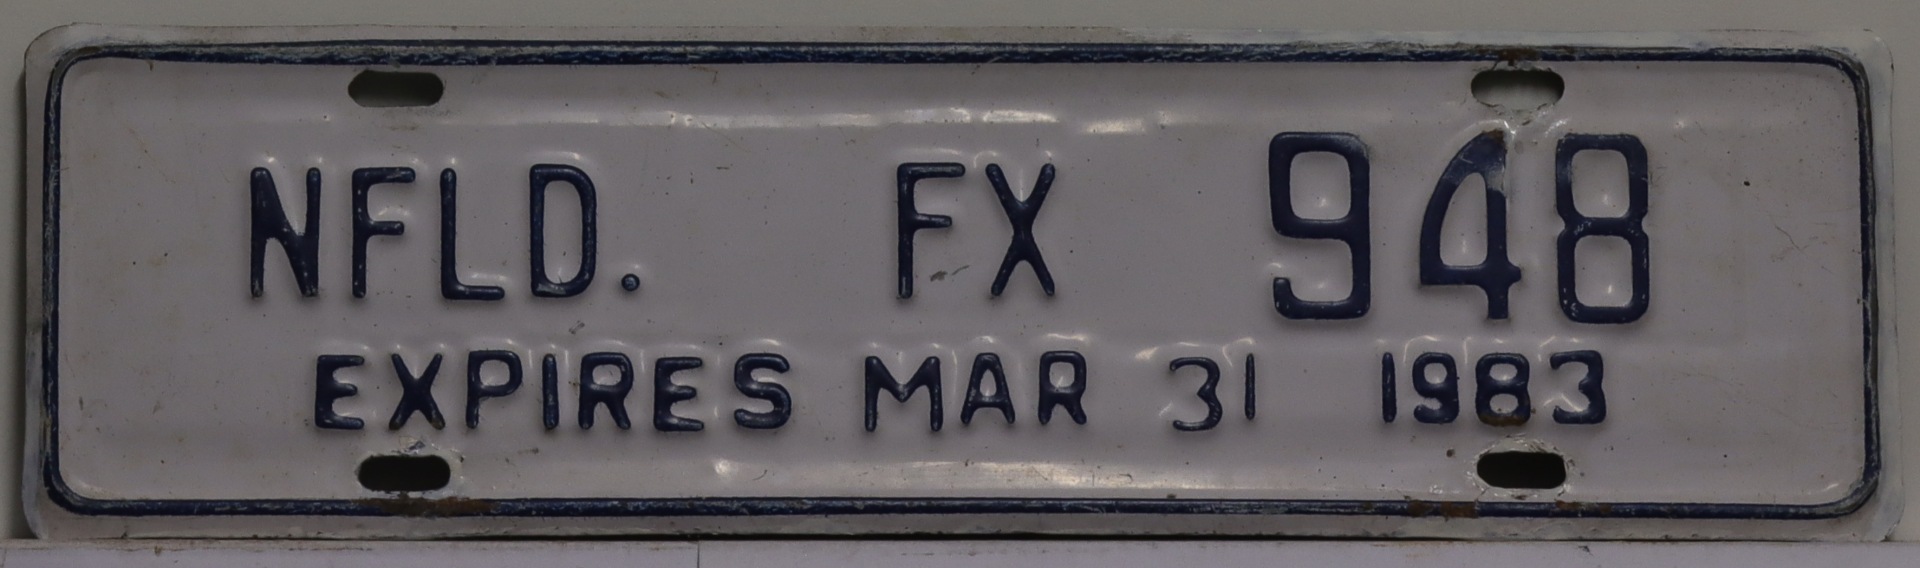 NFLD. FX 948
EXPIRES MAR 31 1983